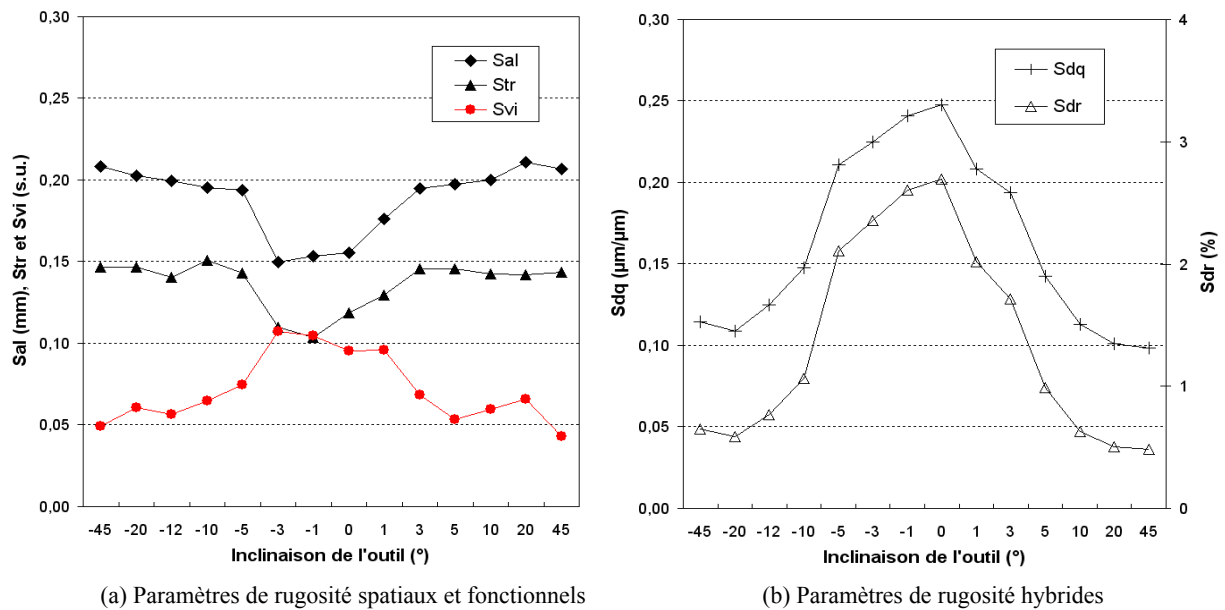 0,30
0,25
0,20
0,15
0,10
0,05
0,00
Sal (mm), Str et Svi (s.u.)
Sal
Str
Svi
-45 -20 -12 -10 -5 -3 -1 0 1 3 5 10 20 45
Inclinaison de l'outil (°)
(a) Paramètres de rugosité spatiaux et fonctionnels
0,30
0,25
0,20
0,15
0,10
0,05
0,00
Sdq (µm/µm)
Sdq
Sdr
4
3
2
1
0
Sdr (%)
-45 -20 -12 -10 -5 -3 -1 0 1 3 5 10 20 45
Inclinaison de l'outil (°)
(b) Paramètres de rugosité hybrides